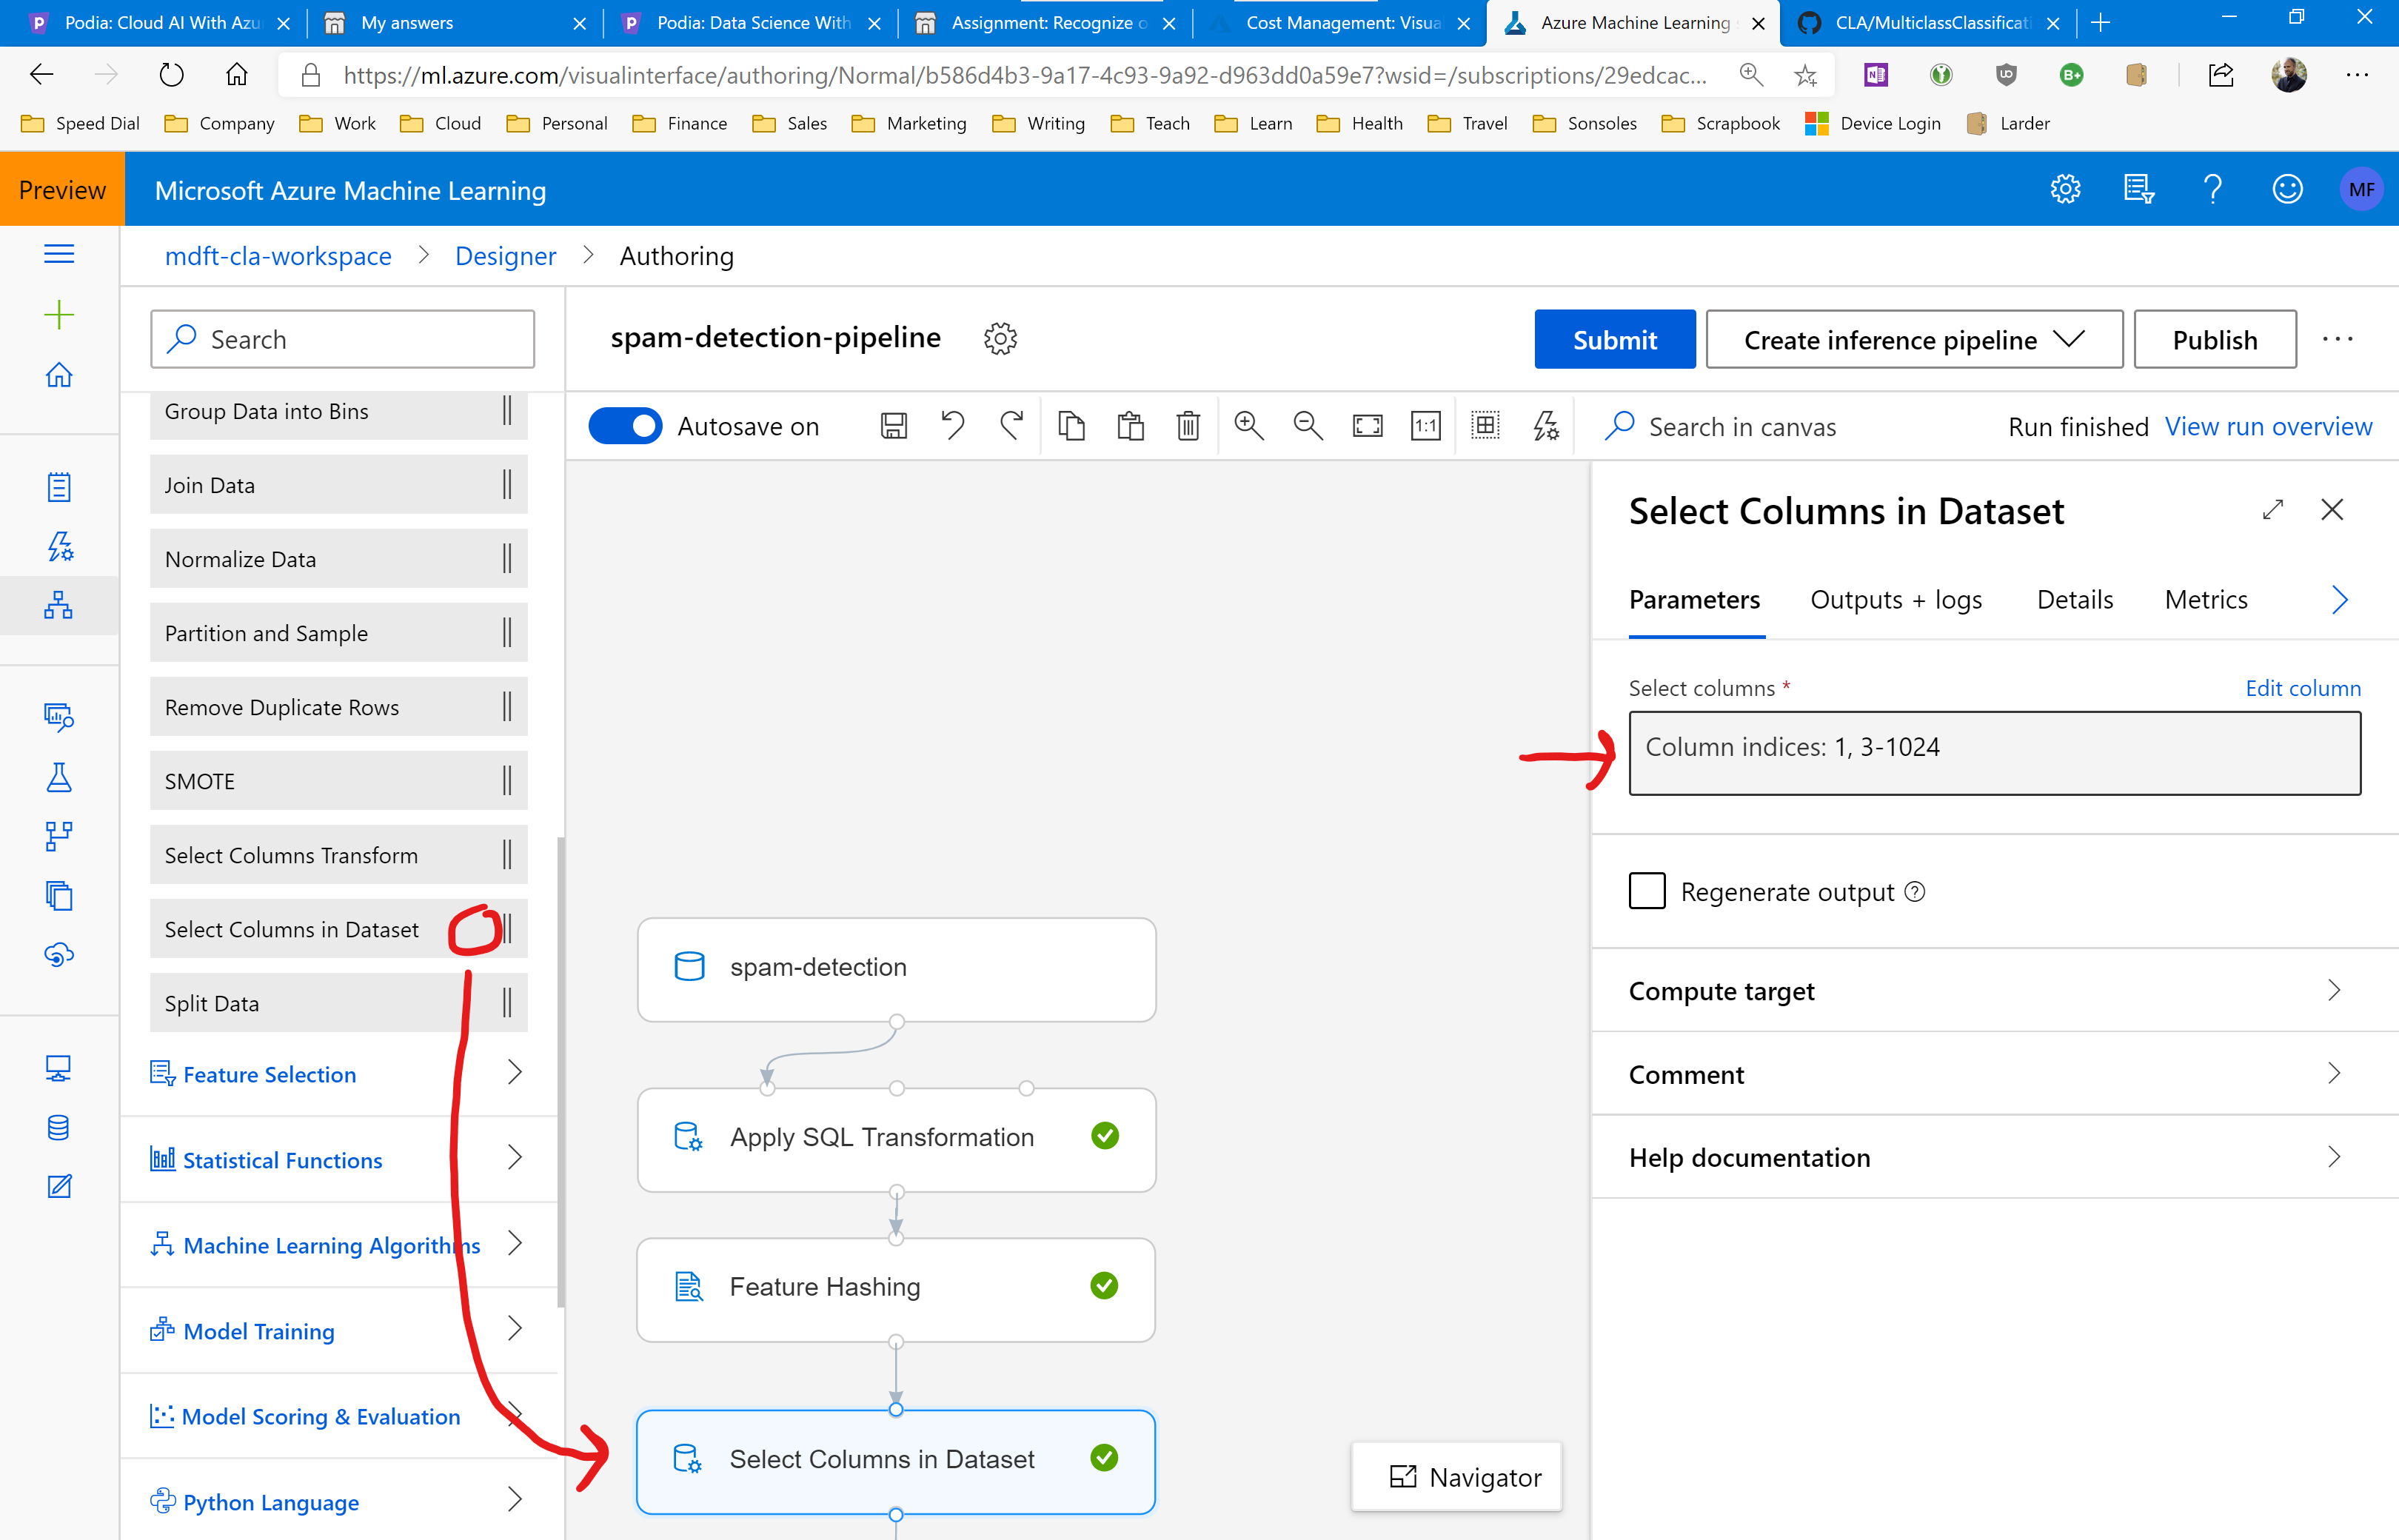 Podia: Cloud AI With Azu
My answers
Podia: Data Science With
Assignment: Recognize o
Cost Management: Visua
Azure Machine Learning
CLA/MulticlassClassificati
https://ml.azure.com/visualinterface/authoring/Normal/b586d4b3-9a17-4c93-9a92-d963dd0a59e7?wsid=/subscriptions/29edcac...
Speed Dial
Company
Work
Cloud
Personal
Finance
Sales
Marketing
Writing
Teach
Learn
Health
Travel
Sonsoles
Scrapbook
Device Login
Larder
Preview
Microsoft Azure Machine Learning
MF
mdft-cla-workspace > Designer > Authoring
Search
spam-detection-pipeline
Submit
Create inference pipeline
Publish
Autosave on
1:1
Search in canvas
Run finished View run overview
Group Data into Bins
Join Data
Normalize Data
Partition and Sample
Remove Duplicate Rows
SMOTE
Select Columns Transform
Select Columns in Dataset
Split Data
Feature Selection
Statistical Functions
Machine Learning Algorithms
Model Training
Model Scoring & Evaluation
Python Language
spam-detection
Apply SQL Transformation
Feature Hashing
Select Columns in Dataset
Navigator
Select Columns in Dataset
Parameters
Outputs + logs
Details
Metrics
Select columns *
Edit column
Column indices: 1, 3-1024
Regenerate output
Compute target
Comment
Help documentation